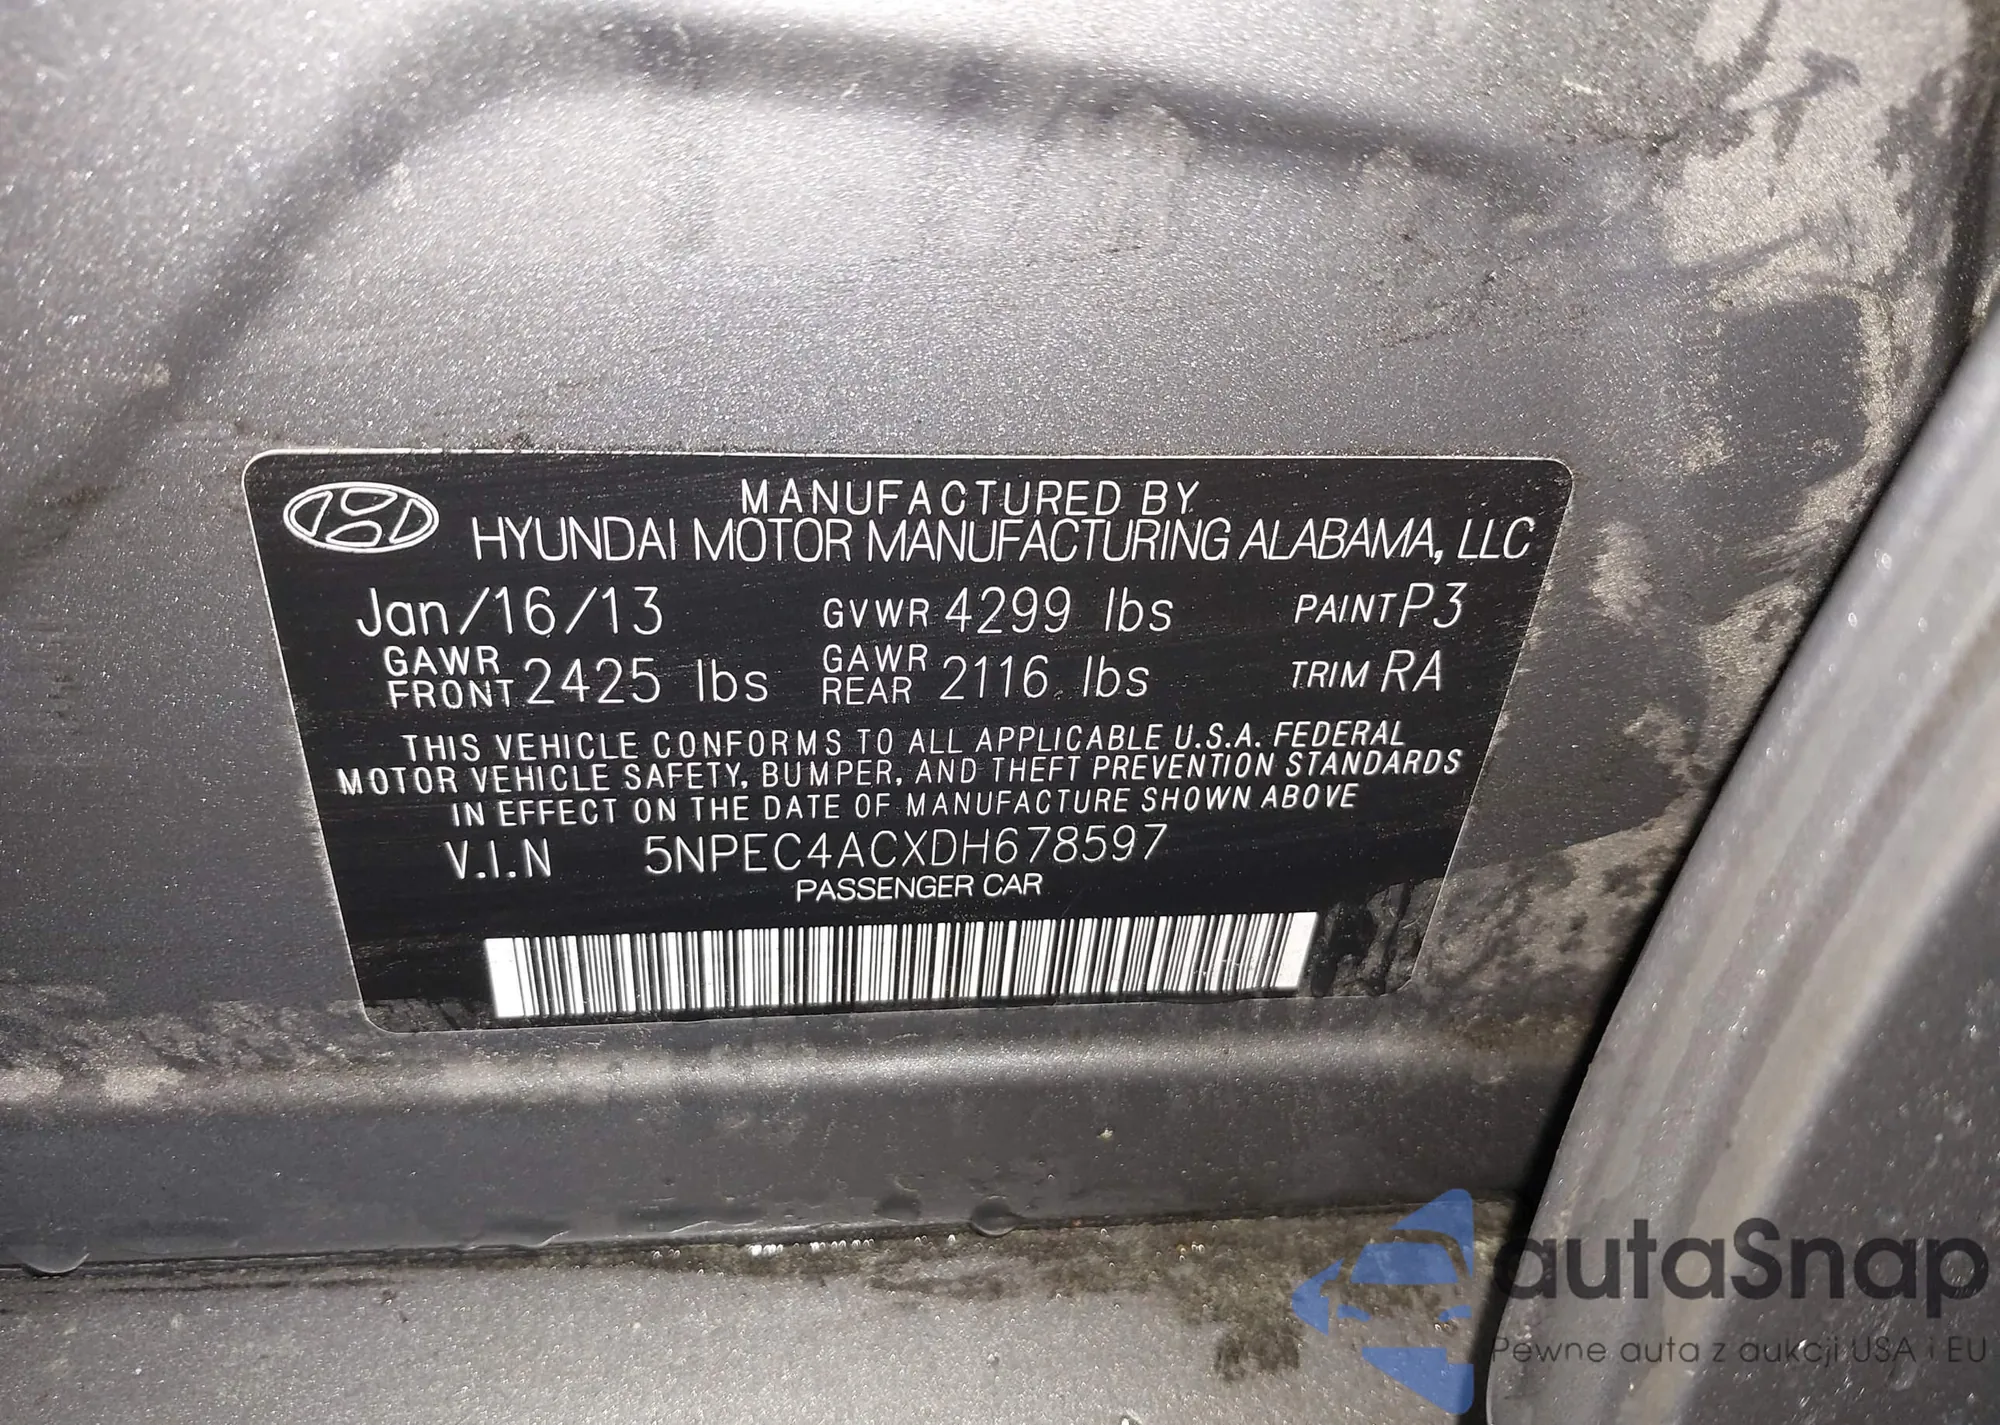 MANUFACTURED BY
HYUNDAI MOTOR MANUFACTURING ALABAMA, LLC
Jan/16/13 GVWR 4299 lbs PAINT P3
GAWR FRONT 2425 lbs GAWR REAR 2116 lbs TRIM RA
THIS VEHICLE CONFORMS TO ALL APPLICABLE U.S.A. FEDERAL
MOTOR VEHICLE SAFETY, BUMPER, AND THEFT PREVENTION STANDARDS
IN EFFECT ON THE DATE OF MANUFACTURE SHOWN ABOVE
V.I.N 5NPEC4ACXDH678597
PASSENGER CAR
autaSnap
Pewne auta z aukcji USA i EU